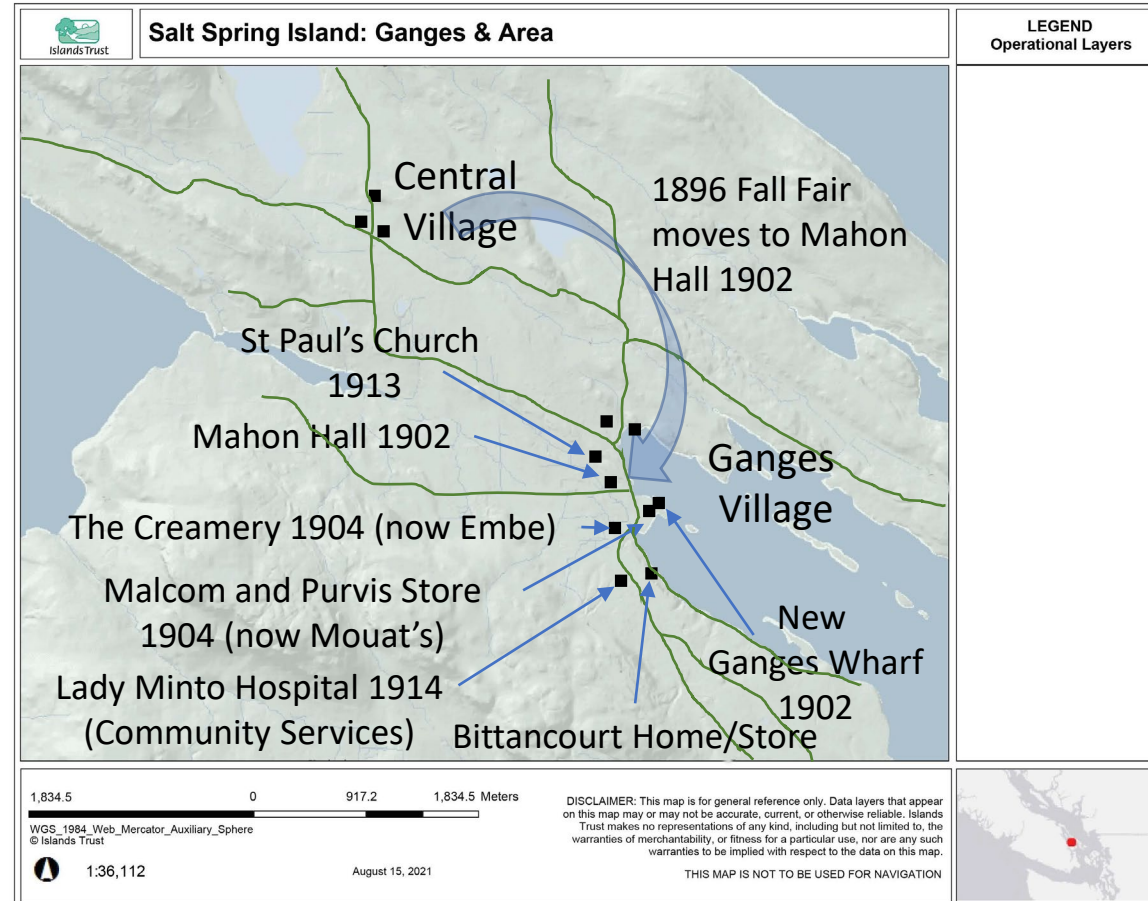 Islands Trust
Salt Spring Island: Ganges & Area
LEGEND
Operational Layers
Central
Village
1896 Fall Fair
moves to Mahon
Hall 1902
St Paul's Church
1913
Mahon Hall 1902
Ganges
Village
The Creamery 1904 (now Embe)
Malcom and Purvis Store
1904 (now Mouat's)
New
Ganges Wharf
1902
Lady Minto Hospital 1914
(Community Services)
Bittancourt Home/Store
1,834.5 0 917.2 1,834.5 Meters
WGS_1984_Web_Mercator_Auxiliary_Sphere
© Islands Trust
1:36,112
August 15, 2021
DISCLAIMER: This map is for general reference only. Data layers that appear
on this map may or may not be accurate, current, or otherwise reliable. Islands
Trust makes no representations of any kind, including but not limited to, the
warranties of merchantability, or fitness for a particular use, nor are any such
warranties to be implied with respect to the data on this map.
THIS MAP IS NOT TO BE USED FOR NAVIGATION